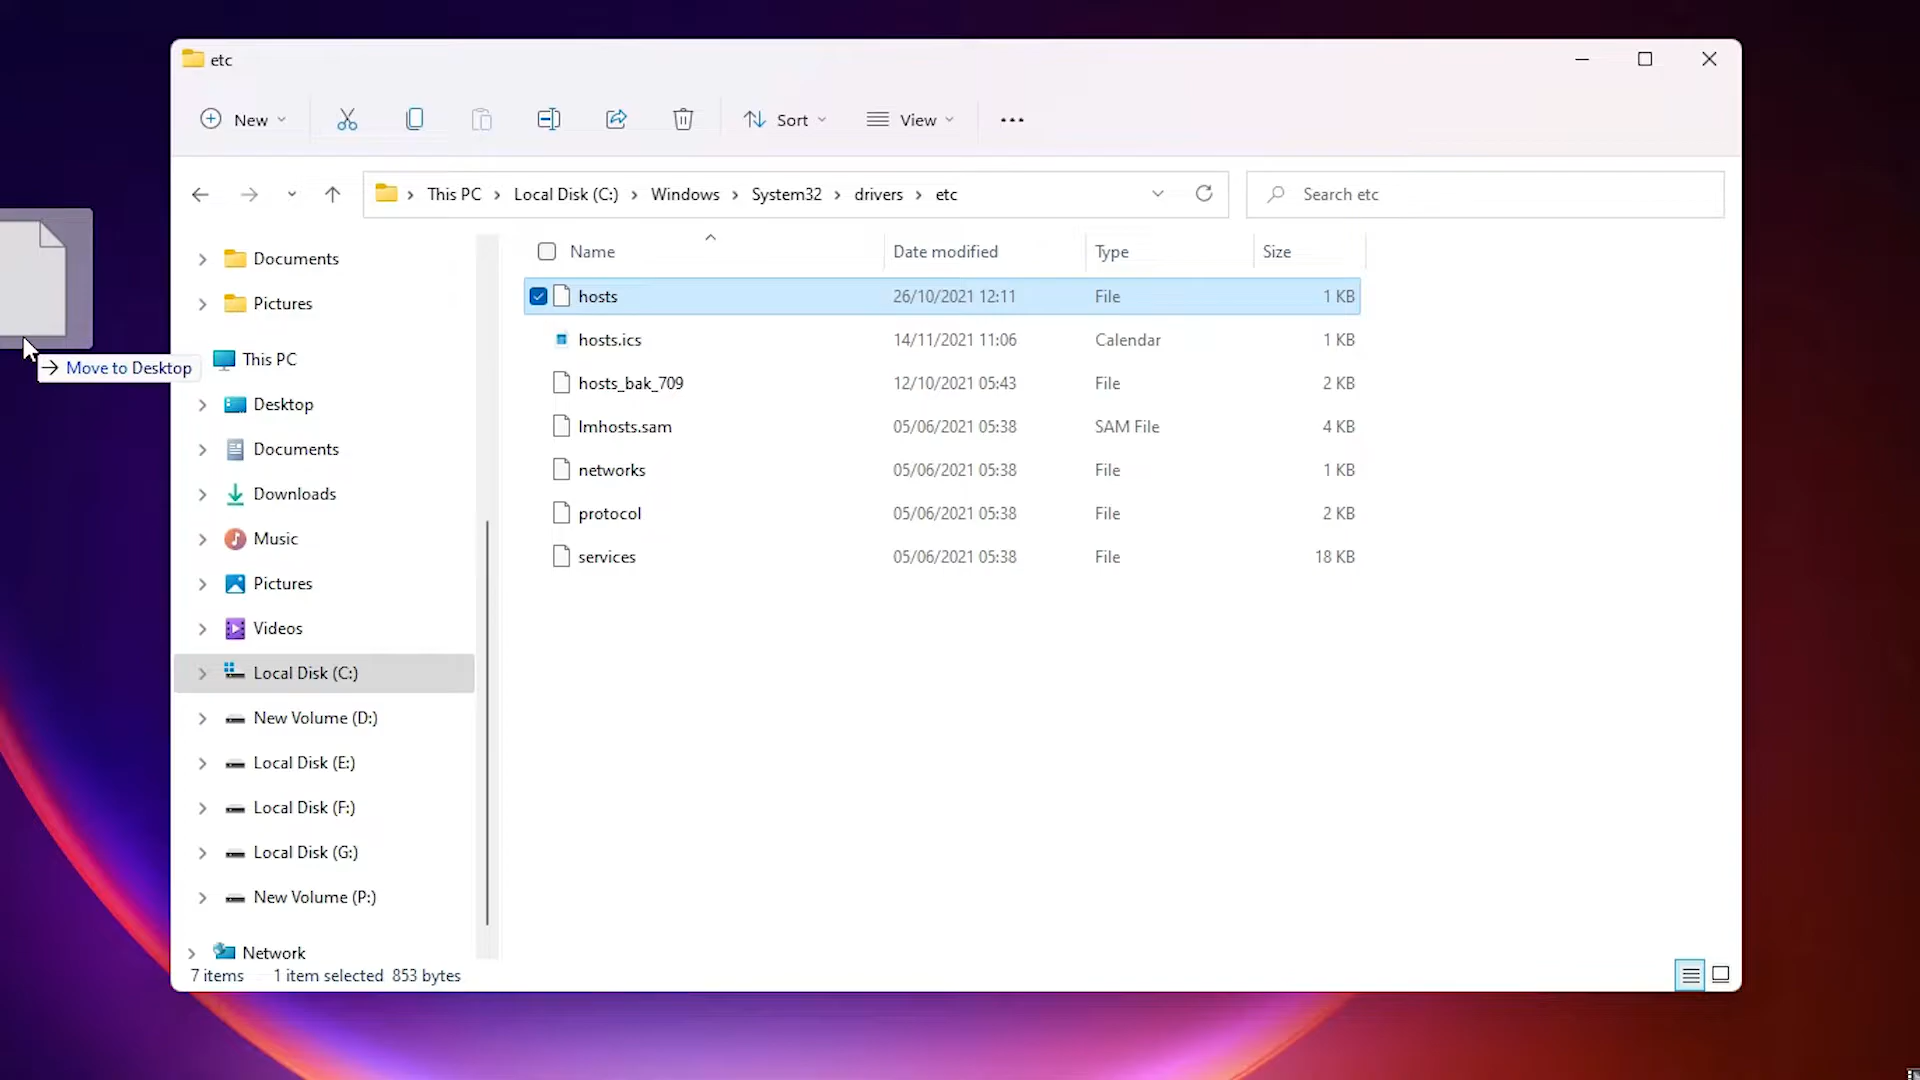 etc
New
Sort
View
This PC > Local Disk (C:) > Windows > System32 > drivers > etc
Search etc
Name Date modified Type Size
hosts 26/10/2021 12:11 File 1 KB
hosts.ics 14/11/2021 11:06 Calendar 1 KB
hosts_bak_709 12/10/2021 05:43 File 2 KB
lmhosts.sam 05/06/2021 05:38 SAM File 4 KB
networks 05/06/2021 05:38 File 1 KB
protocol 05/06/2021 05:38 File 2 KB
services 05/06/2021 05:38 File 18 KB
Documents
Pictures
This PC
Move to Desktop
Desktop
Documents
Downloads
Music
Pictures
Videos
Local Disk (C:)
New Volume (D:)
Local Disk (E:)
Local Disk (F:)
Local Disk (G:)
New Volume (P:)
Network
7 items 1 item selected 853 bytes